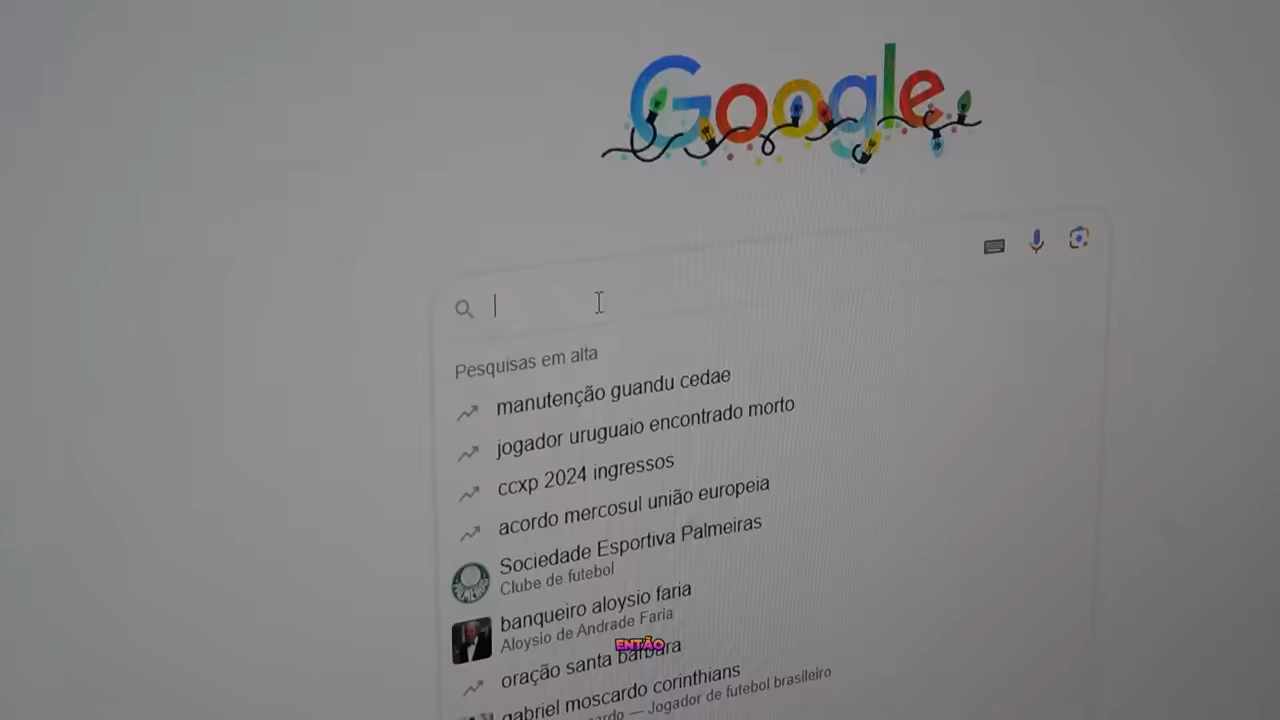 Google
Pesquisas em alta
manutenção guandu cedae
jogador uruguaio encontrado morto
ccxp 2024 ingressos
acordo mercosul união europeia
Sociedade Esportiva Palmeiras
Clube de futebol
banqueiro aloysio faria
Aloysio de Andrade Faria
ENTÃO
oração santa bárbara
gabriel moscardo corinthians
Jogador de futebol brasileiro